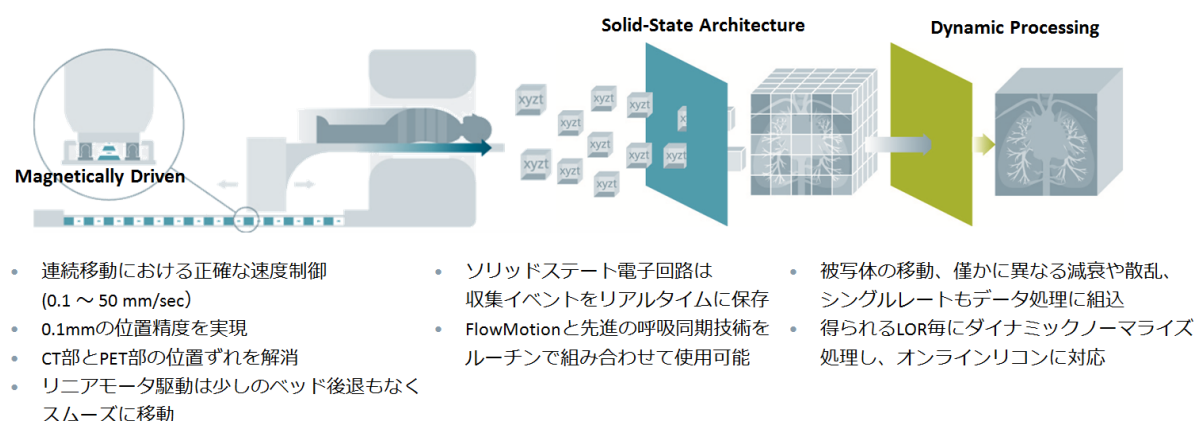 Solid-State Architecture
Dynamic Processing
Magnetically Driven
xyzt
xyzt
xyzt
xyzt
xyzt
xyzt
xyzt
xyzt
xyzt
xyzt
xyzt
• 連続移動における正確な速度制御
(0.1 ～ 50 mm/sec)
• 0.1mmの位置精度を実現
• CT部とPET部の位置ずれを解消
• リニアモータ駆動は少しのベッド後退もなく
スムーズに移動
• ソリッドステート電子回路は
収集イベントをリアルタイムに保存
• FlowMotionと先進の呼吸同期技術を
ルーチンで組み合わせて使用可能
• 被写体の移動、僅かに異なる減衰や散乱、
シングルレートもデータ処理に組込
• 得られるLOR毎にダイナミックノーマライズ
処理し、オンラインリコンに対応